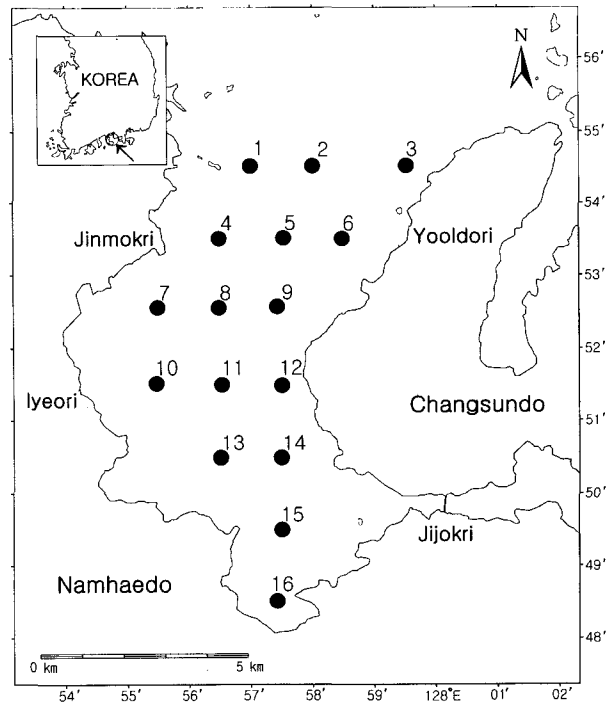 N
KOREA
56′
55′
1 2 3
54′
4 5 6
Jinmokri
Yooldori
53′
7 8 9
52′
10 11 12
Iyeori
Changsundo
51′
13 14
50′
15
Jijokri
49′
Namhaedo
16
48′
0 km 5 km
54′ 55′ 56′ 57′ 58′ 59′ 128°E 01′ 02′